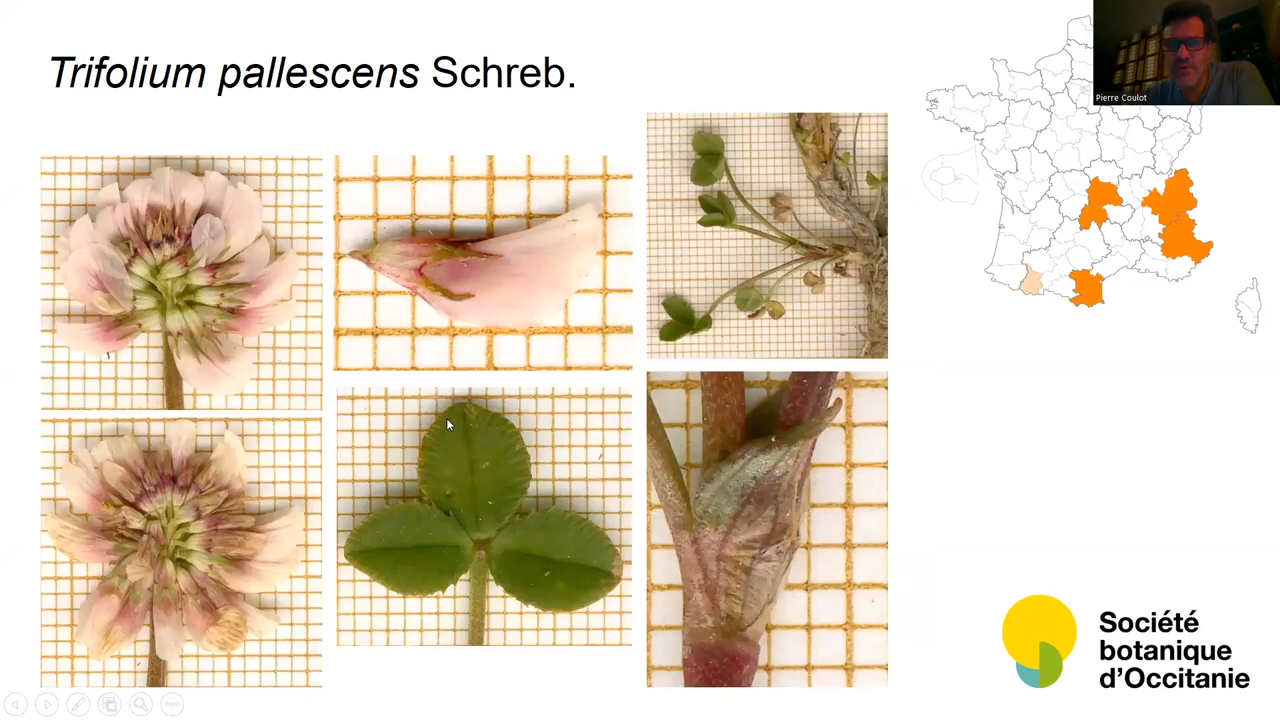 Trifolium pallescens Schreb.
Pierre Coulot
Société
botanique
d'Occitanie